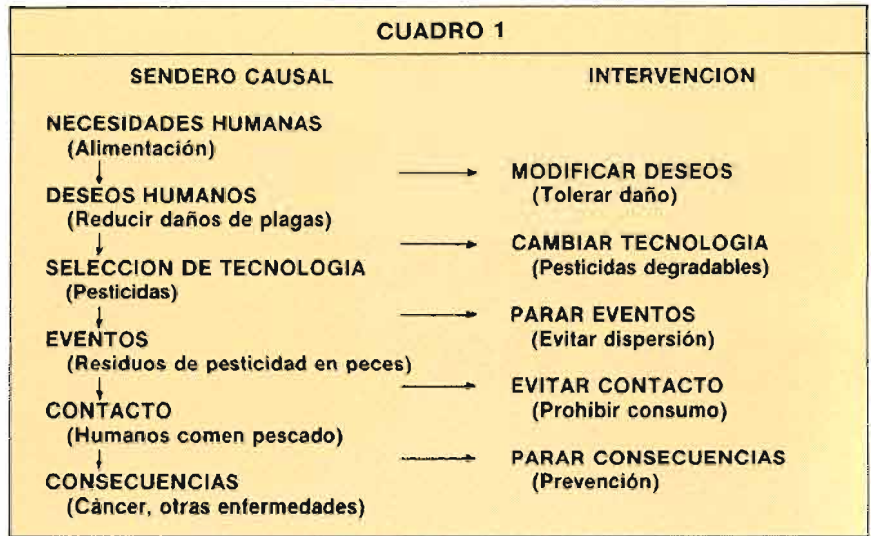 CUADRO 1
SENDERO CAUSAL
NECESIDADES HUMANAS
(Alimentación)
DESEOS HUMANOS
(Reducir daños de plagas)
SELECCION DE TECNOLOGIA
(Pesticidas)
EVENTOS
(Residuos de pesticidad en peces)
CONTACTO
(Humanos comen pescado)
CONSECUENCIAS
(Cáncer, otras enfermedades)
INTERVENCION
MODIFICAR DESEOS
(Tolerar daño)
CAMBIAR TECNOLOGIA
(Pesticidas degradables)
PARAR EVENTOS
(Evitar dispersión)
EVITAR CONTACTO
(Prohibir consumo)
PARAR CONSECUENCIAS
(Prevención)